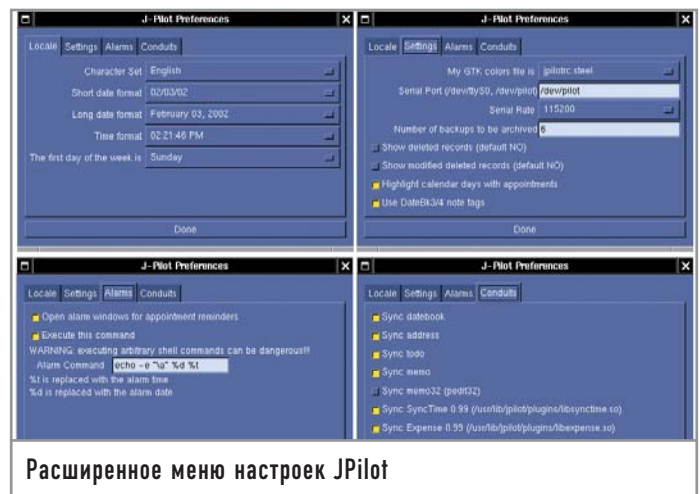 J-Pilot Preferences
Locale Settings Alarms Conduits
Character Set English
Short date format 02/03/02
Long date format February 03, 2002
Time format 02:21:46 PM
The first day of the week is Sunday
Done
J-Pilot Preferences
Locale Settings Alarms Conduits
My GTK colors file is jpilotrc.steel
Serial Port (/dev/ttyS0, /dev/pilot) /dev/pilot
Serial Rate 115200
Number of backups to be archived 6
Show deleted records (default NO)
Show modified deleted records (default NO)
Highlight calendar days with appointments
Use DateBk3/4 note tags
Done
J-Pilot Preferences
Locale Settings Alarms Conduits
Open alarm windows for appointment reminders
Execute this command
WARNING: executing arbitrary shell commands can be dangerous!!!
Alarm Command echo -e "\a" %d %t
%t is replaced with the alarm time
%d is replaced with the alarm date
J-Pilot Preferences
Locale Settings Alarms Conduits
Sync datebook
Sync address
Sync todo
Sync memo
Sync memo32 (pedit32)
Sync SyncTime 0.99 (/usr/lib/jpilot/plugins/libsynctime.so)
Sync Expense 0.99 (/usr/lib/jpilot/plugins/libexpense.so)
Расширенное меню настроек JPilot